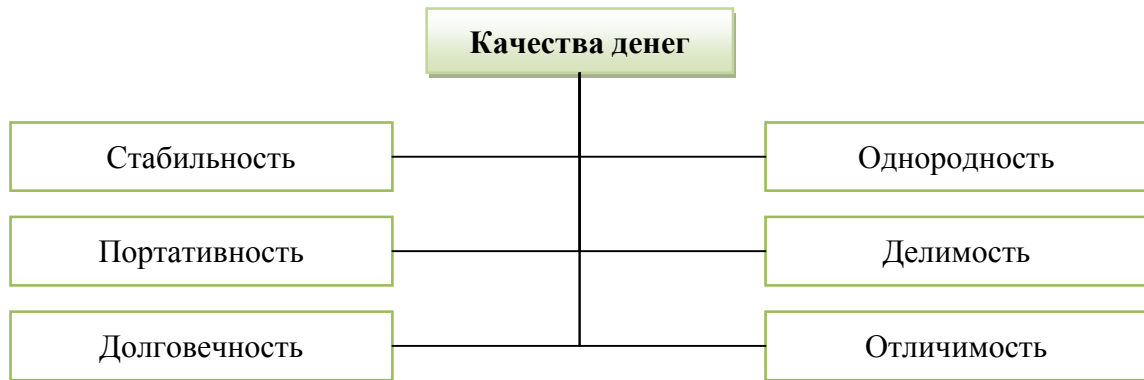 Качества денег
Стабильность
Однородность
Портативность
Делимость
Долговечность
Отличимость